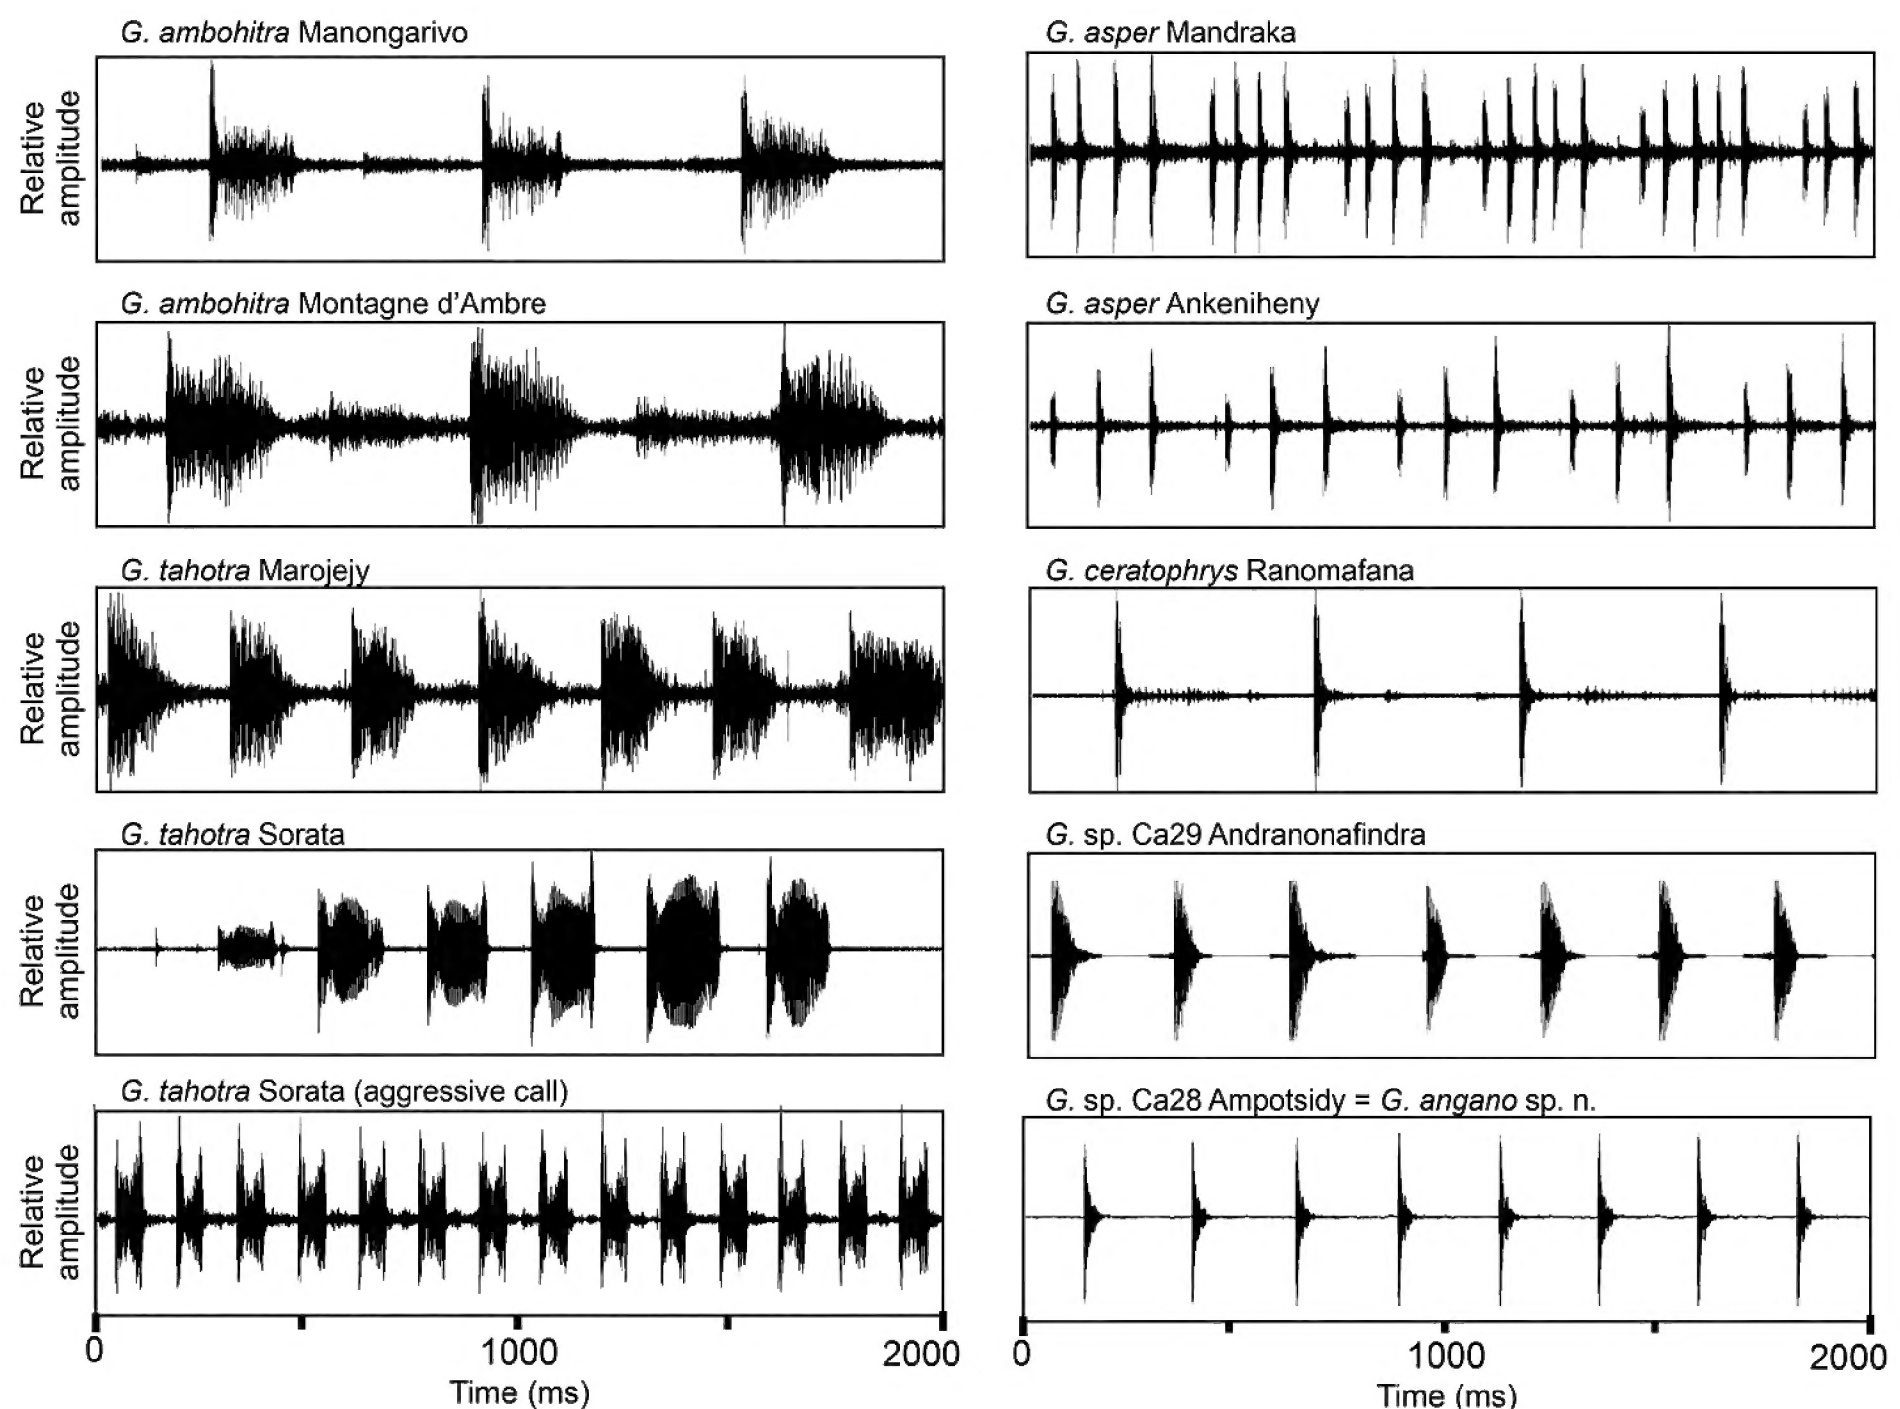 G. ambohitra Manongarivo
Relative
amplitude
G. ambohitra Montagne d’Ambre
Relative
amplitude
G. tahotra Marojejy
Relative
amplitude
G. tahotra Sorata
Relative
amplitude
G. tahotra Sorata (aggressive call)
Relative
amplitude
0 1000 2000
Time (ms)
G. asper Mandraka
G. asper Ankeniheny
G. ceratophrys Ranomafana
G. sp. Ca29 Andranonafindra
G. sp. Ca28 Ampotsidy = G. angano sp. n.
0 1000 2000
Time (ms)